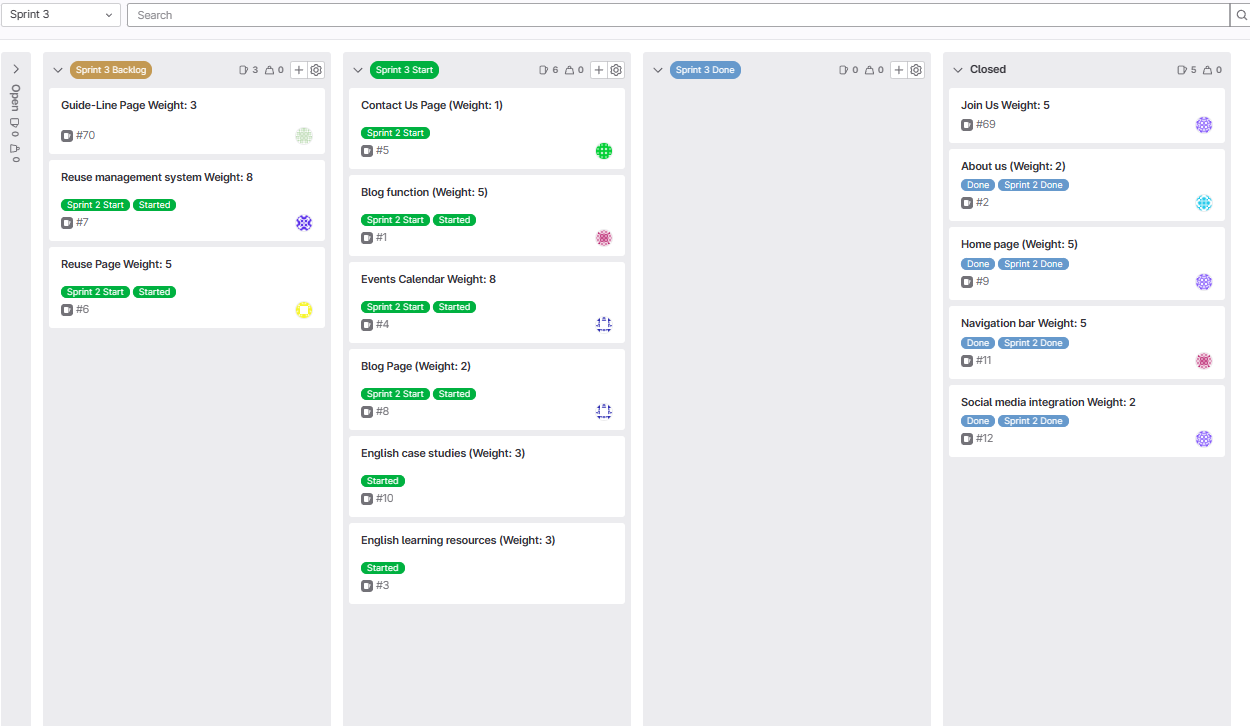 Sprint 3
Search
Open
0
0
Sprint 3 Backlog 3 0
Guide-Line Page Weight: 3
#70
Reuse management system Weight: 8
Sprint 2 Start Started
#7
Reuse Page Weight: 5
Sprint 2 Start Started
#6
Sprint 3 Start 6 0
Contact Us Page (Weight: 1)
Sprint 2 Start
#5
Blog function (Weight: 5)
Sprint 2 Start Started
#1
Events Calendar Weight: 8
Sprint 2 Start Started
#4
Blog Page (Weight: 2)
Sprint 2 Start Started
#8
English case studies (Weight: 3)
Started
#10
English learning resources (Weight: 3)
Started
#3
Sprint 3 Done 0 0
Closed 5 0
Join Us Weight: 5
#69
About us (Weight: 2)
Done Sprint 2 Done
#2
Home page (Weight: 5)
Done Sprint 2 Done
#9
Navigation bar Weight: 5
Done Sprint 2 Done
#11
Social media integration Weight: 2
Done Sprint 2 Done
#12